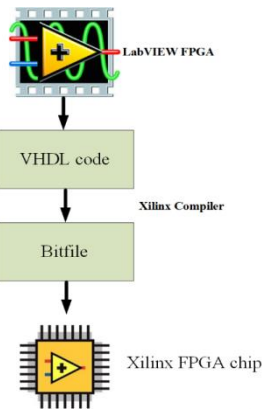 LabVIEW FPGA
VHDL code
Xilinx Compiler
Bitfile
Xilinx FPGA chip